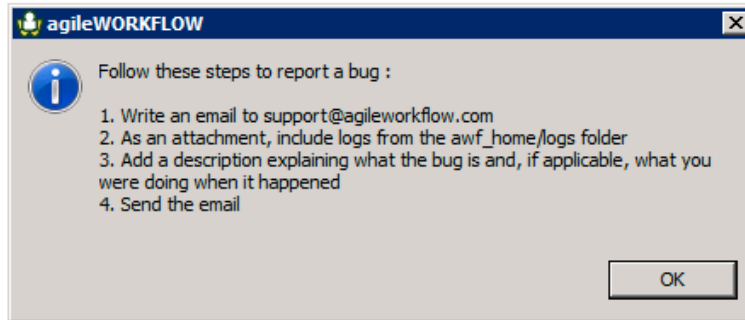 agileWORKFLOW
Follow these steps to report a bug :
1. Write an email to support@agileworkflow.com
2. As an attachment, include logs from the awf_home/logs folder
3. Add a description explaining what the bug is and, if applicable, what you
were doing when it happened
4. Send the email
OK